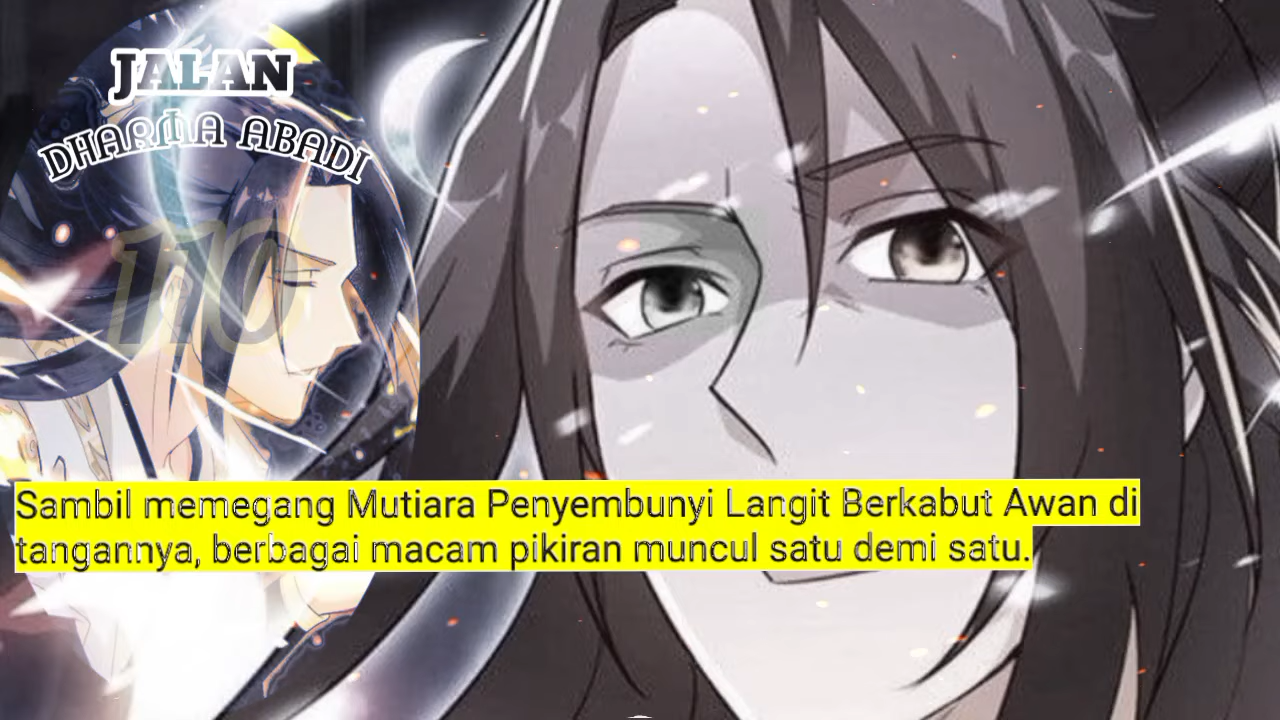 JALAN
DHARMA ABADI
110
Sambil memegang Mutiara Penyembunyi Langit Berkabut Awan di
tangannya, berbagai macam pikiran muncul satu demi satu.